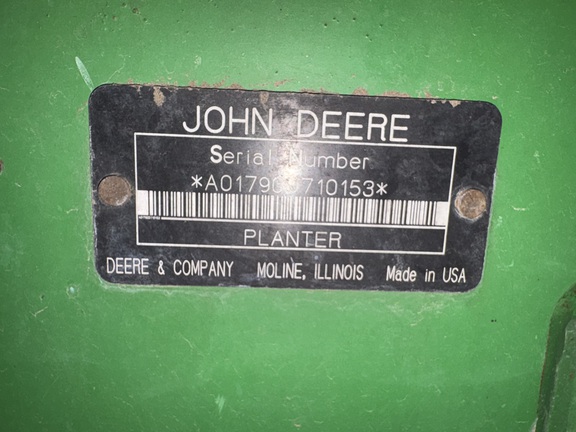 JOHN DEERE
Serial Number
PLANTER
DEERE & COMPANY MOLINE, ILLINOIS Made in USA